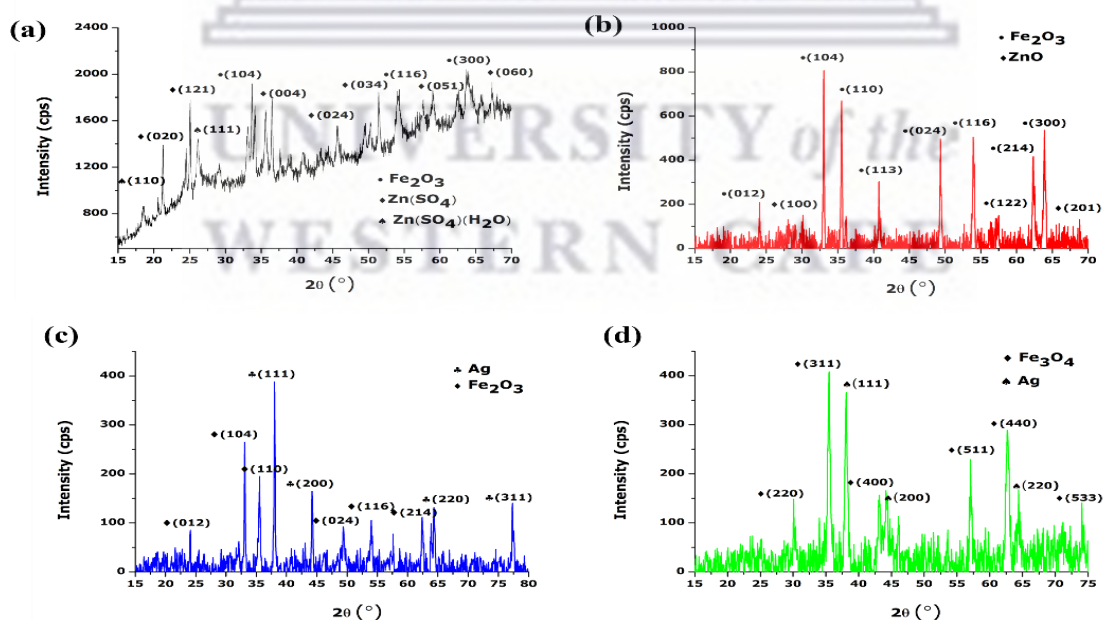 (a)
2400
2000
1600
1200
800
Intensity (cps)
(110)
(020)
(121)
(111)
(104)
(004)
(024)
(034)
(116)
(051)
(300)
(060)
Fe2O3
Zn(SO4)
Zn(SO4)(H2O)
15 20 25 30 35 40 45 50 55 60 65 70
2θ (°)
(b)
1000
800
600
400
200
0
Intensity (cps)
(012)
(100)
(104)
(110)
(113)
(024)
(116)
(122)
(214)
(300)
(201)
Fe2O3
ZnO
15 20 25 30 35 40 45 50 55 60 65 70
2θ (°)
UNIVERSITY of the
WESTERN CAPE
(c)
400
300
200
100
0
Intensity (cps)
(012)
(104)
(110)
(111)
(200)
(024)
(116)
(214)
(220)
(311)
Ag
Fe2O3
15 20 25 30 35 40 45 50 55 60 65 70 75 80
2θ (°)
(d)
400
300
200
100
0
Intensity (cps)
(220)
(311)
(111)
(400)
(200)
(511)
(440)
(220)
(533)
Fe3O4
Ag
15 20 25 30 35 40 45 50 55 60 65 70 75
2θ (°)